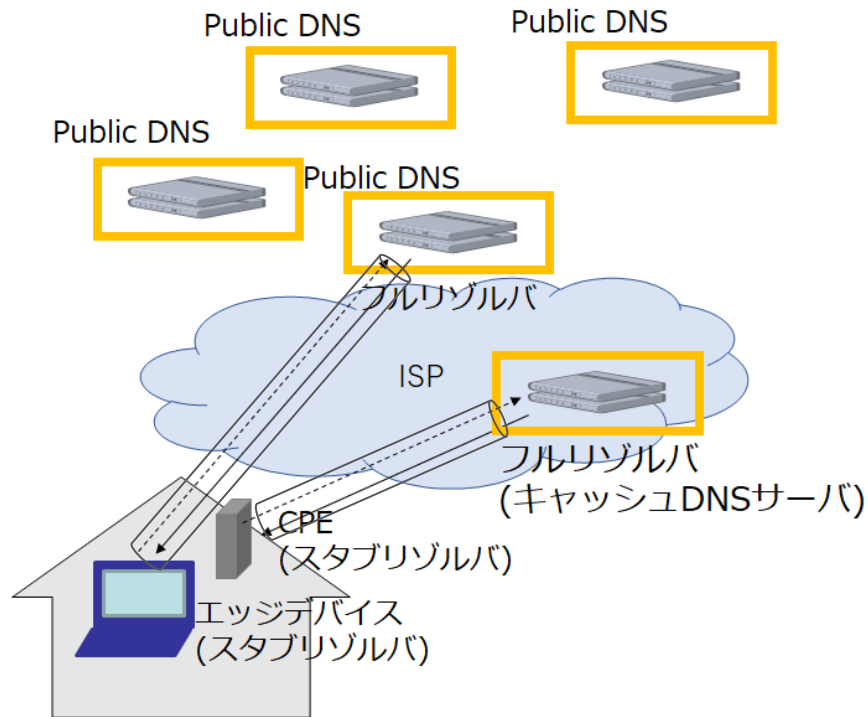 Public DNS
Public DNS
Public DNS
Public DNS
フルリゾルバ
ISP
フルリゾルバ
(キャッシュDNSサーバ)
CPE
(スタブリゾルバ)
エッジデバイス
(スタブリゾルバ)